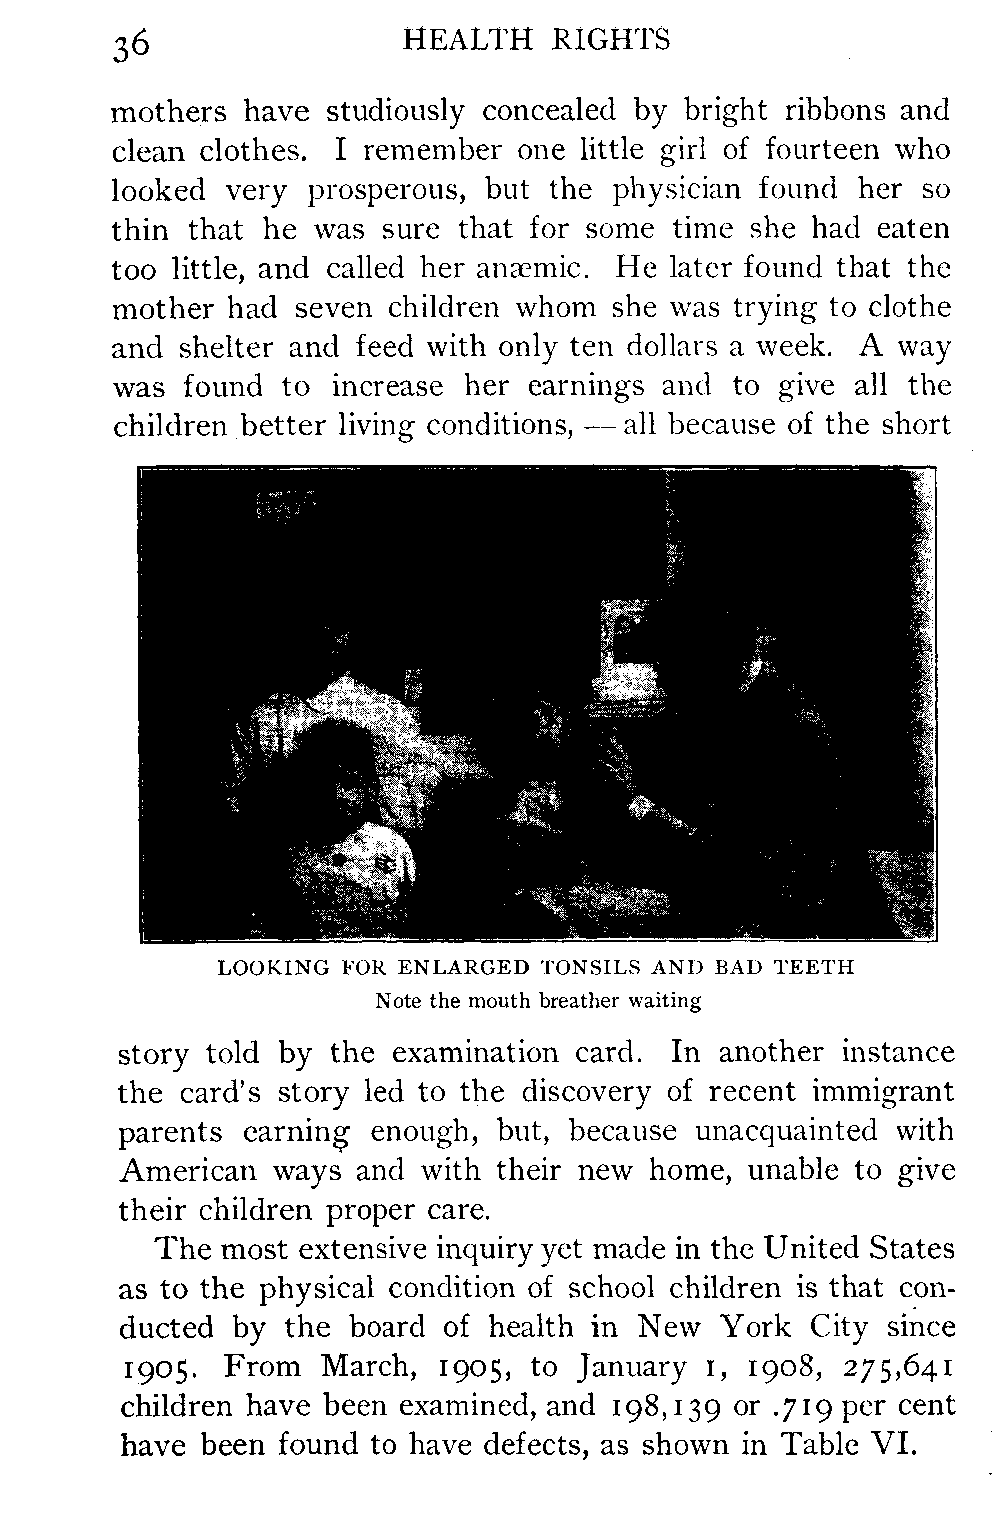 36 HEALTH RIGHTS
mothers have studiously concealed by bright ribbons and
clean clothes. I remember one little girl of fourteen who
looked very prosperous, but the physician found her so
thin that he was sure that for some time she had eaten
too little, and called her anæmic. He later found that the
mother had seven children whom she was trying to clothe
and shelter and feed with only ten dollars a week. A way
was found to increase her earnings and to give all the
children better living conditions, — all because of the short
LOOKING FOR ENLARGED TONSILS AND BAD TEETH
Note the mouth breather waiting
story told by the examination card. In another instance
the card's story led to the discovery of recent immigrant
parents earning enough, but, because unacquainted with
American ways and with their new home, unable to give
their children proper care.
The most extensive inquiry yet made in the United States
as to the physical condition of school children is that con-
ducted by the board of health in New York City since
1905. From March, 1905, to January 1, 1908, 275,641
children have been examined, and 198,139 or .719 per cent
have been found to have defects, as shown in Table VI.